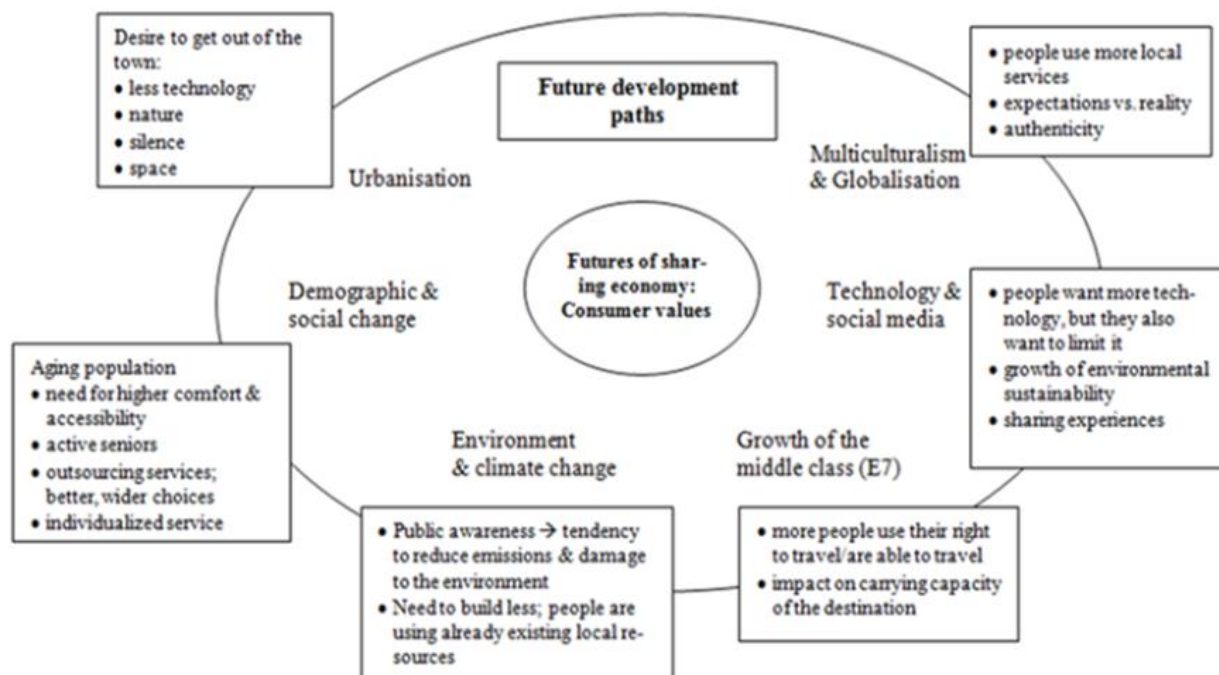 Desire to get out of the
town:
• less technology
• nature
• silence
• space
Future development
paths
• people use more local
services
• expectations vs. reality
• authenticity
Urbanisation
Multiculturalism
& Globalisation
Futures of shar-
ing economy:
Consumer values
Demographic &
social change
Technology &
social media
• people want more tech-
nology, but they also
want to limit it
• growth of environmental
sustainability
• sharing experiences
Aging population
• need for higher comfort &
accessibility
• active seniors
• outsourcing services;
better, wider choices
• individualized service
Environment
& climate change
Growth of the
middle class (E7)
• Public awareness → tendency
to reduce emissions & damage
to the environment
• Need to build less; people are
using already existing local re-
sources
• more people use their right
to travel/are able to travel
• impact on carrying capacity
of the destination